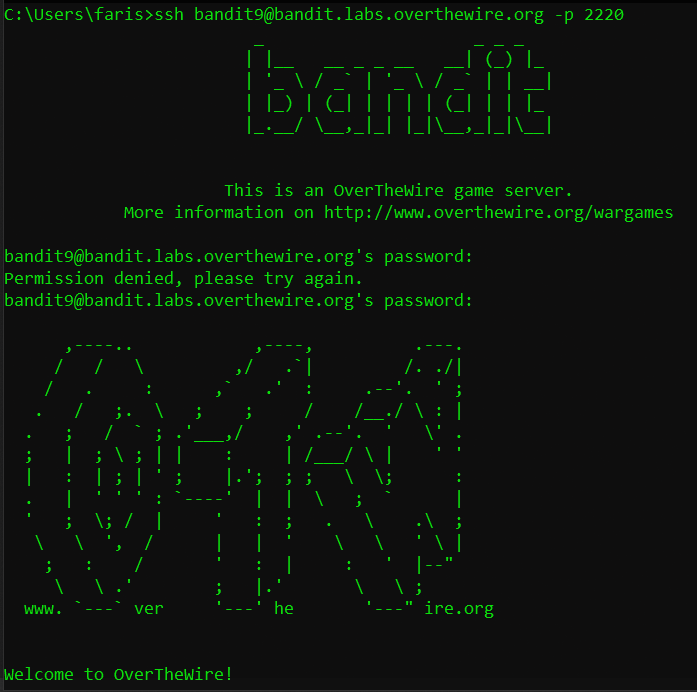 C:\Users\faris>ssh bandit9@bandit.labs.overthewire.org -p 2220
bandit
This is an OverTheWire game server.
More information on http://www.overthewire.org/wargames
bandit9@bandit.labs.overthewire.org's password:
Permission denied, please try again.
bandit9@bandit.labs.overthewire.org's password:
www. ver he ire.org
Welcome to OverTheWire!